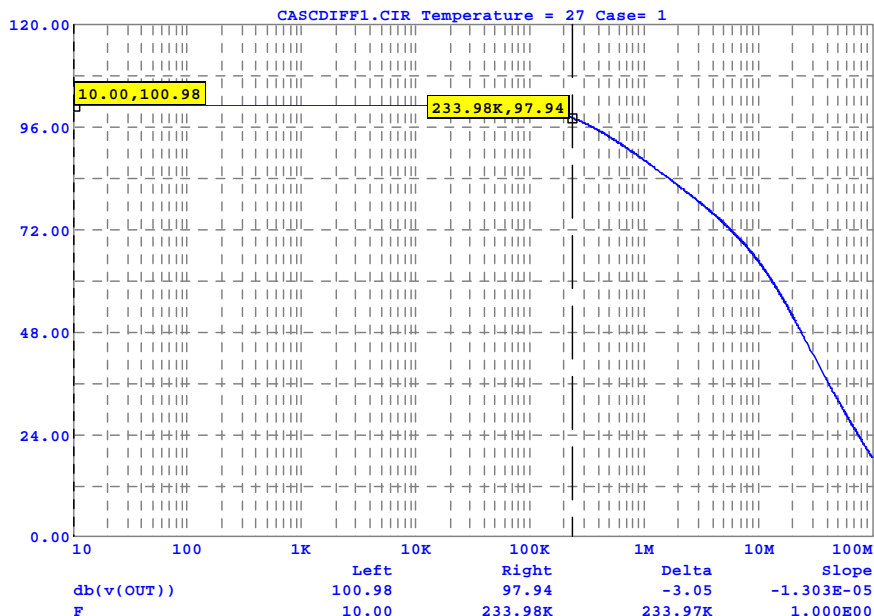 CASCDIFF1.CIR Temperature = 27 Case= 1
120.00
10.00,100.98
233.98K,97.94
96.00
72.00
48.00
24.00
0.00
10 100 1K 10K 100K 1M 10M 100M
Left Right Delta Slope
db(v(OUT)) 100.98 97.94 -3.05 -1.303E-05
F 10.00 233.98K 233.97K 1.000E00